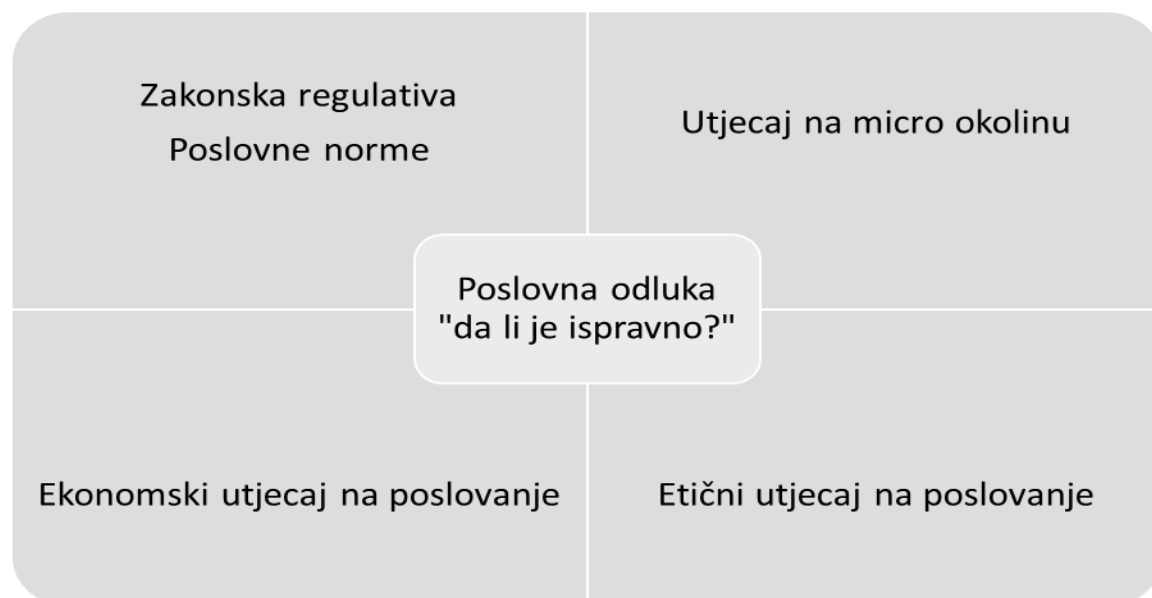 Zakonska regulativa
Poslovne norme
Utjecaj na micro okolinu
Poslovna odluka
"da li je ispravno?"
Ekonomski utjecaj na poslovanje
Etični utjecaj na poslovanje